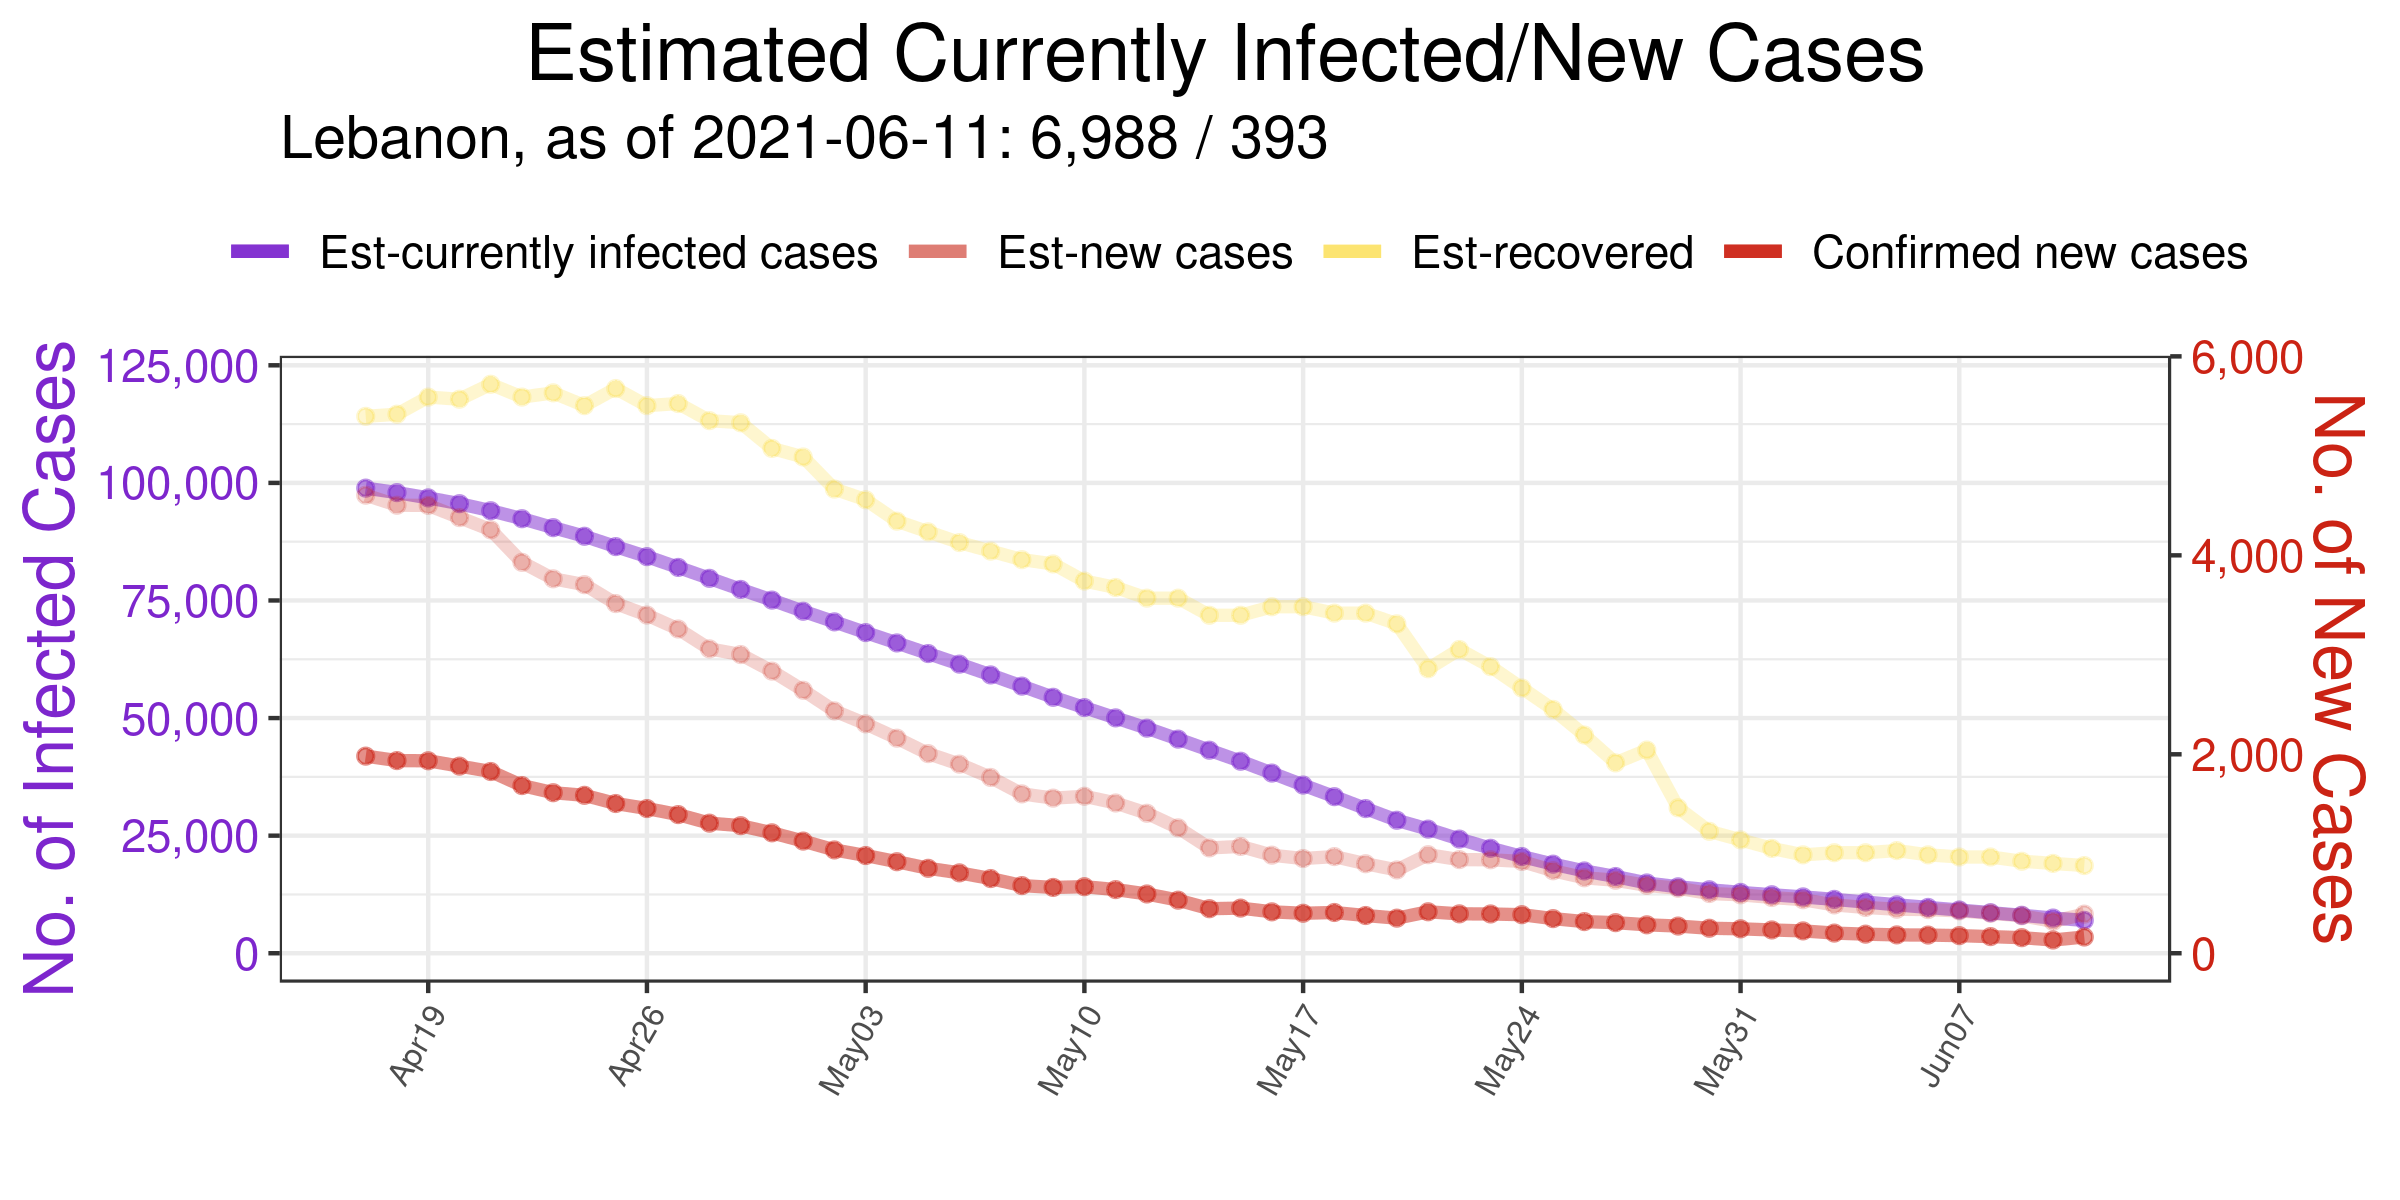 Estimated Currently Infected/New Cases
Lebanon, as of 2021-06-11: 6,988 / 393
Est-currently infected cases Est-new cases Est-recovered Confirmed new cases
No. of Infected Cases
125,000
100,000
75,000
50,000
25,000
0
6,000
4,000
2,000
0
No. of New Cases
Apr19 Apr26 May03 May10 May17 May24 May31 Jun07